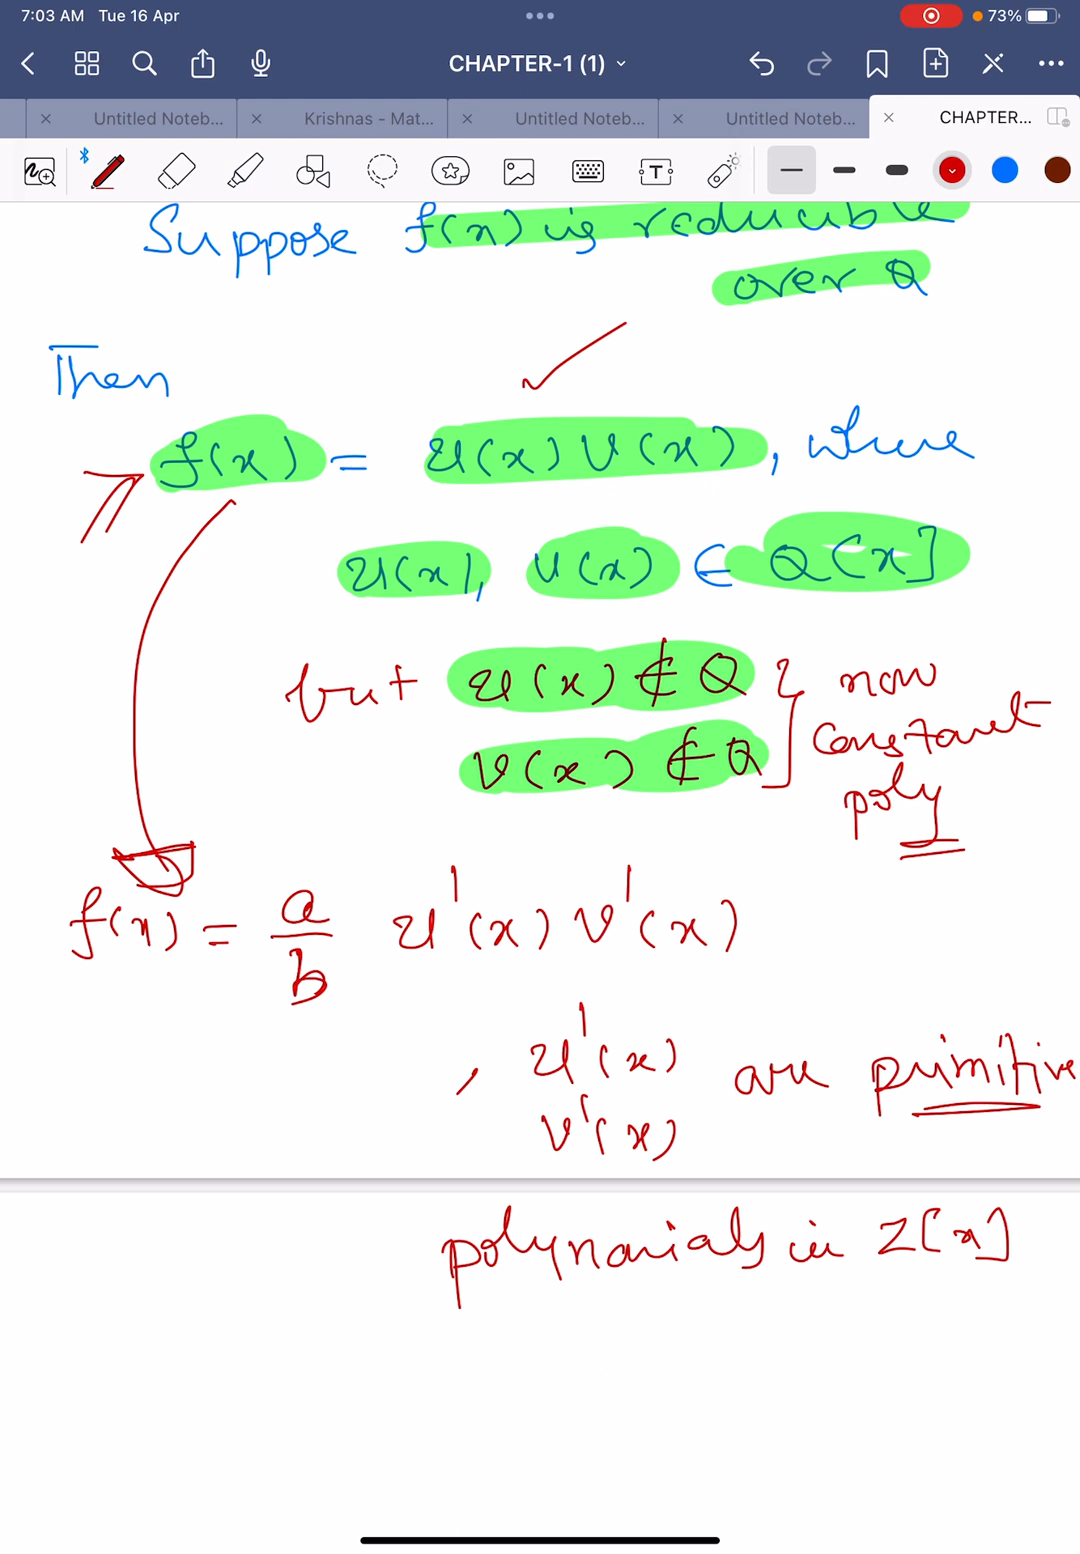 7:03 AM Tue 16 Apr
73%
CHAPTER-1 (1)
Untitled Noteb...
Krishnas - Mat...
Untitled Noteb...
Untitled Noteb...
CHAPTER...
T
Suppose f(x) is reducible
over Q
Then
f(x) = u(x) v(x), where
u(x), v(x) ∈ Q[x]
but u(x) ∉ Q } non
v(x) ∉ Q constant
poly
f(x) = a/b u'(x) v'(x)
, u'(x) are primitive
v'(x)
polynomials in Z[x]